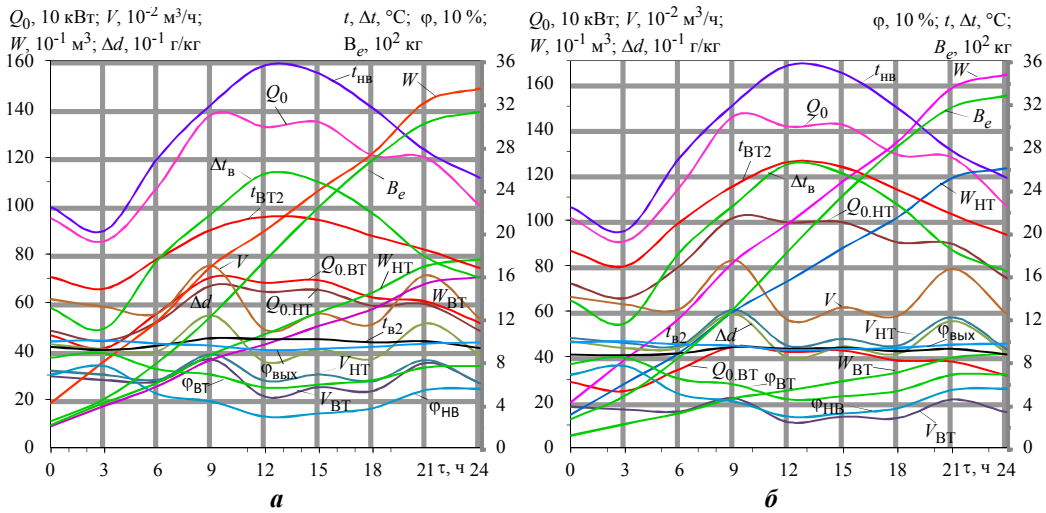 Q₀, 10 кВт; V, 10⁻² м³/ч;
W, 10⁻¹ м³; Δd, 10⁻¹ г/кг
t, Δt, °C; φ, 10 %;
Bₑ, 10² кг
160
140
120
100
80
60
40
20
0
36
32
28
24
20
16
12
8
4
0
0 3 6 9 12 15 18 21 τ, ч 24
tнв
W
Q₀
Δtв
tВТ2
Bₑ
V
Q₀.ВТ
WНТ
Δd
Q₀.НТ
WВТ
tв2
φвых
VНТ
φВТ
VВТ
φНВ
а
Q₀, 10 кВт; V, 10⁻² м³/ч;
W, 10⁻¹ м³; Δd, 10⁻¹ г/кг
φ, 10 %; t, Δt, °C;
Bₑ, 10² кг
160
140
120
100
80
60
40
20
0
36
32
28
24
20
16
12
8
4
0
0 3 6 9 12 15 18 21 τ, ч 24
tнв
W
Q₀
Bₑ
tВТ2
Δtв
WНТ
Q₀.НТ
V
VНТ
φвых
tв2
Δd
Q₀.ВТ
φВТ
WВТ
φНВ
VВТ
б